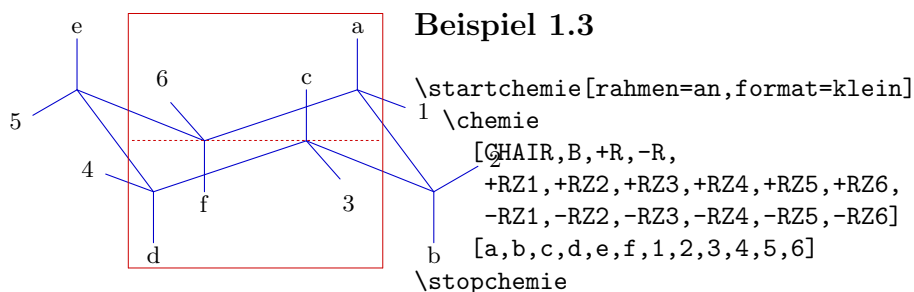 e
a
6
c
5
1
4
2
f
3
d
b
Beispiel 1.3
\startchemie[rahmen=an,format=klein]
\chemie
[CHAIR,B,+R,-R,
+RZ1,+RZ2,+RZ3,+RZ4,+RZ5,+RZ6,
-RZ1,-RZ2,-RZ3,-RZ4,-RZ5,-RZ6]
[a,b,c,d,e,f,1,2,3,4,5,6]
\stopchemie